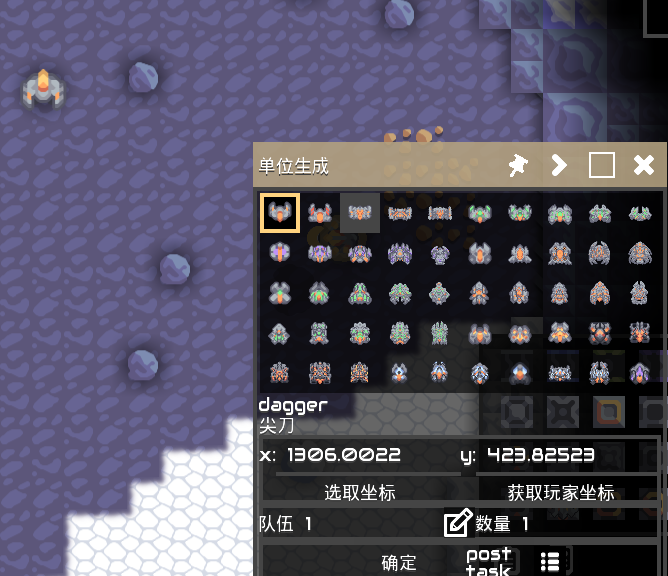 单位生成
dagger
尖刀
x: 1306.0022 y: 423.82523
选取坐标 获取玩家坐标
队伍 1 数量 1
确定 post task